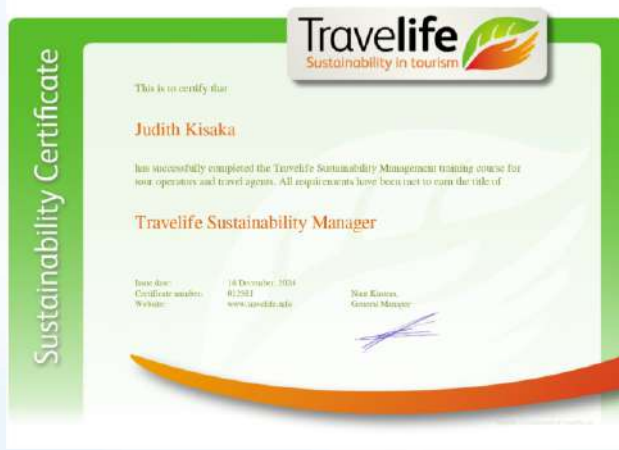 Travelife
Sustainability in tourism
Sustainability Certificate
This is to certify that
Judith Kisaka
has successfully completed the Travelife Sustainability Management training course for
tour operators and travel agents. All requirements have been met to earn the title of
Travelife Sustainability Manager
Issue date: 16 December,
Certificate number:
Website: www.travelife.info
General Manager